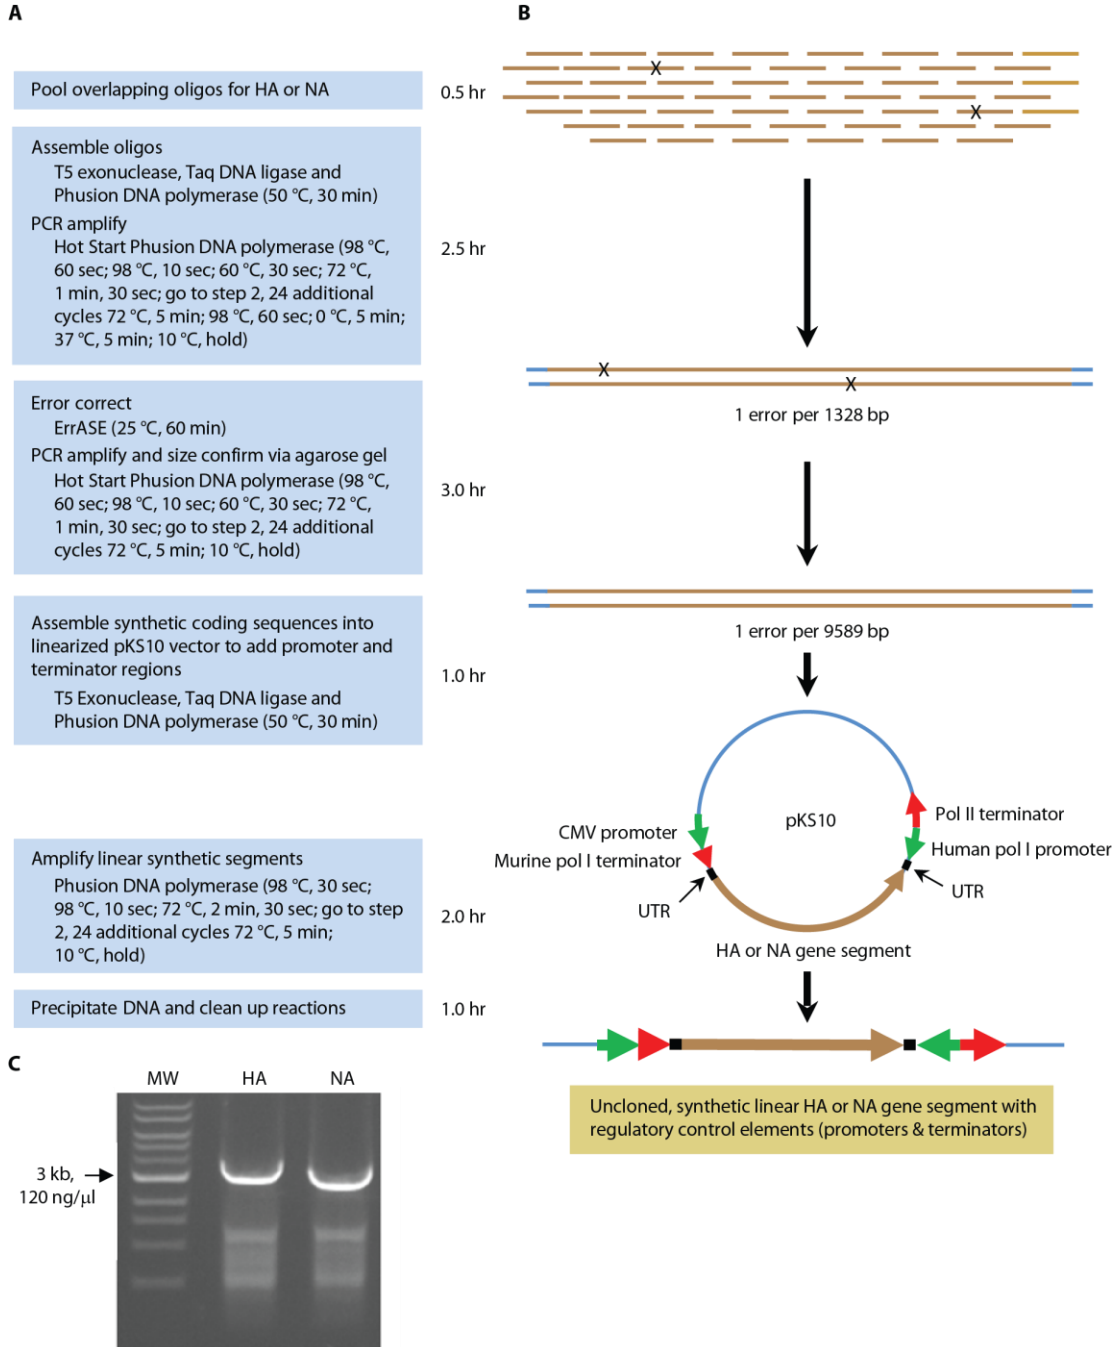 A
Pool overlapping oligos for HA or NA
0.5 hr
Assemble oligos
T5 exonuclease, Taq DNA ligase and
Phusion DNA polymerase (50 °C, 30 min)
PCR amplify
Hot Start Phusion DNA polymerase (98 °C,
60 sec; 98 °C, 10 sec; 60 °C, 30 sec; 72 °C,
1 min, 30 sec; go to step 2, 24 additional
cycles 72 °C, 5 min; 98 °C, 60 sec; 0 °C, 5 min;
37 °C, 5 min; 10 °C, hold)
2.5 hr
Error correct
ErrASE (25 °C, 60 min)
PCR amplify and size confirm via agarose gel
Hot Start Phusion DNA polymerase (98 °C,
60 sec; 98 °C, 10 sec; 60 °C, 30 sec; 72 °C,
1 min, 30 sec; go to step 2, 24 additional
cycles 72 °C, 5 min; 10 °C, hold)
3.0 hr
Assemble synthetic coding sequences into
linearized pKS10 vector to add promoter and
terminator regions
T5 Exonuclease, Taq DNA ligase and
Phusion DNA polymerase (50 °C, 30 min)
1.0 hr
Amplify linear synthetic segments
Phusion DNA polymerase (98 °C, 30 sec;
98 °C, 10 sec; 72 °C, 2 min, 30 sec; go to step
2, 24 additional cycles 72 °C, 5 min;
10 °C, hold)
2.0 hr
Precipitate DNA and clean up reactions
1.0 hr
B
X
X
X
X
1 error per 1328 bp
1 error per 9589 bp
pKS10
CMV promoter
Murine pol I terminator
UTR
Pol II terminator
Human pol I promoter
UTR
HA or NA gene segment
Uncloned, synthetic linear HA or NA gene segment with
regulatory control elements (promoters & terminators)
C
MW
HA
NA
3 kb,
120 ng/µl